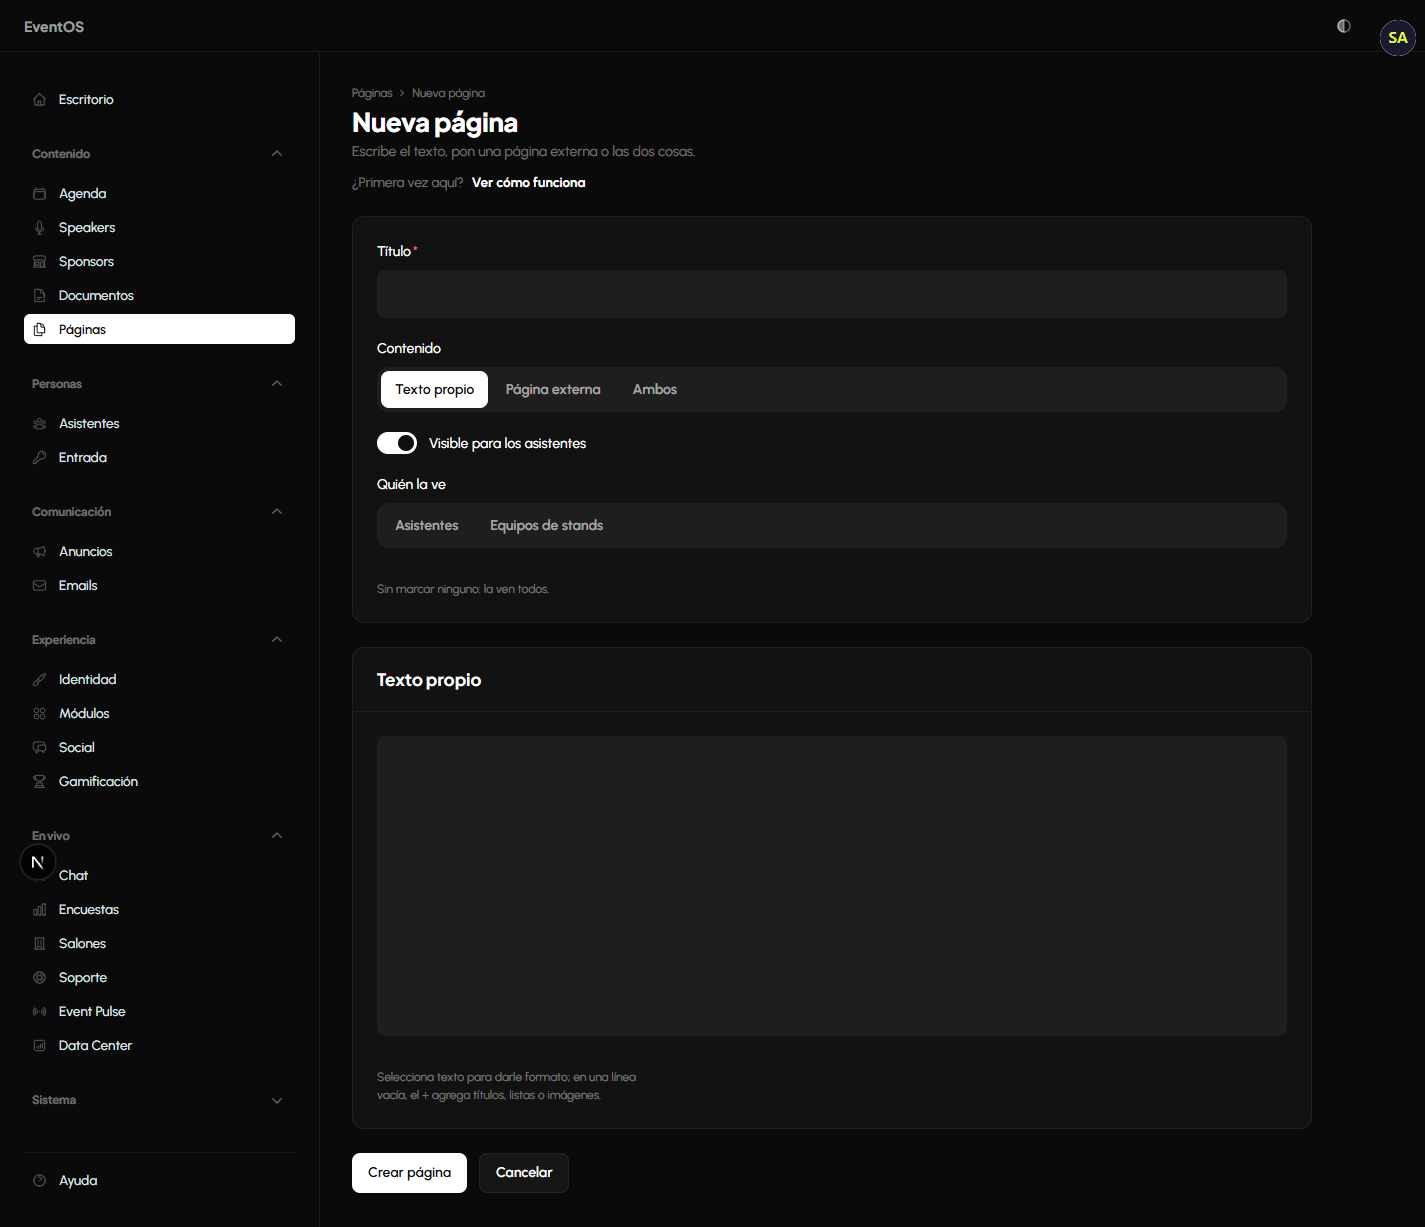 EventOS
SA
Escritorio
Contenido
Agenda
Speakers
Sponsors
Documentos
Páginas
Personas
Asistentes
Entrada
Comunicación
Anuncios
Emails
Experiencia
Identidad
Módulos
Social
Gamificación
En vivo
N
Chat
Encuestas
Salones
Soporte
Event Pulse
Data Center
Sistema
Ayuda
Páginas > Nueva página
Nueva página
Escribe el texto, pon una página externa o las dos cosas.
¿Primera vez aquí? Ver cómo funciona
Título*
Contenido
Texto propio Página externa Ambos
Visible para los asistentes
Quién la ve
Asistentes Equipos de stands
Sin marcar ninguno: la ven todos.
Texto propio
Selecciona texto para darle formato; en una línea
vacía, el + agrega títulos, listas o imágenes.
Crear página Cancelar